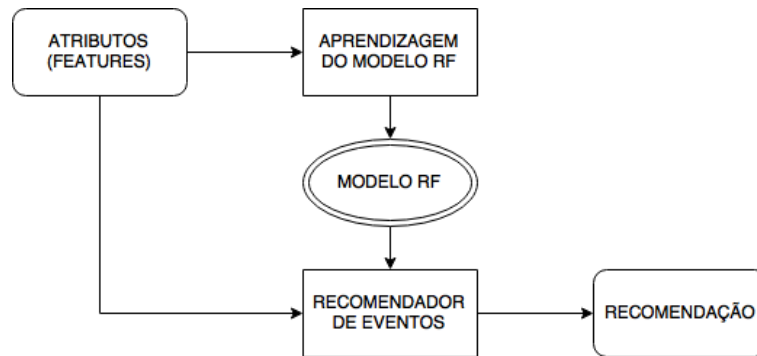 ATRIBUTOS
(FEATURES)
APRENDIZAGEM
DO MODELO RF
MODELO RF
RECOMENDADOR
DE EVENTOS
RECOMENDAÇÃO